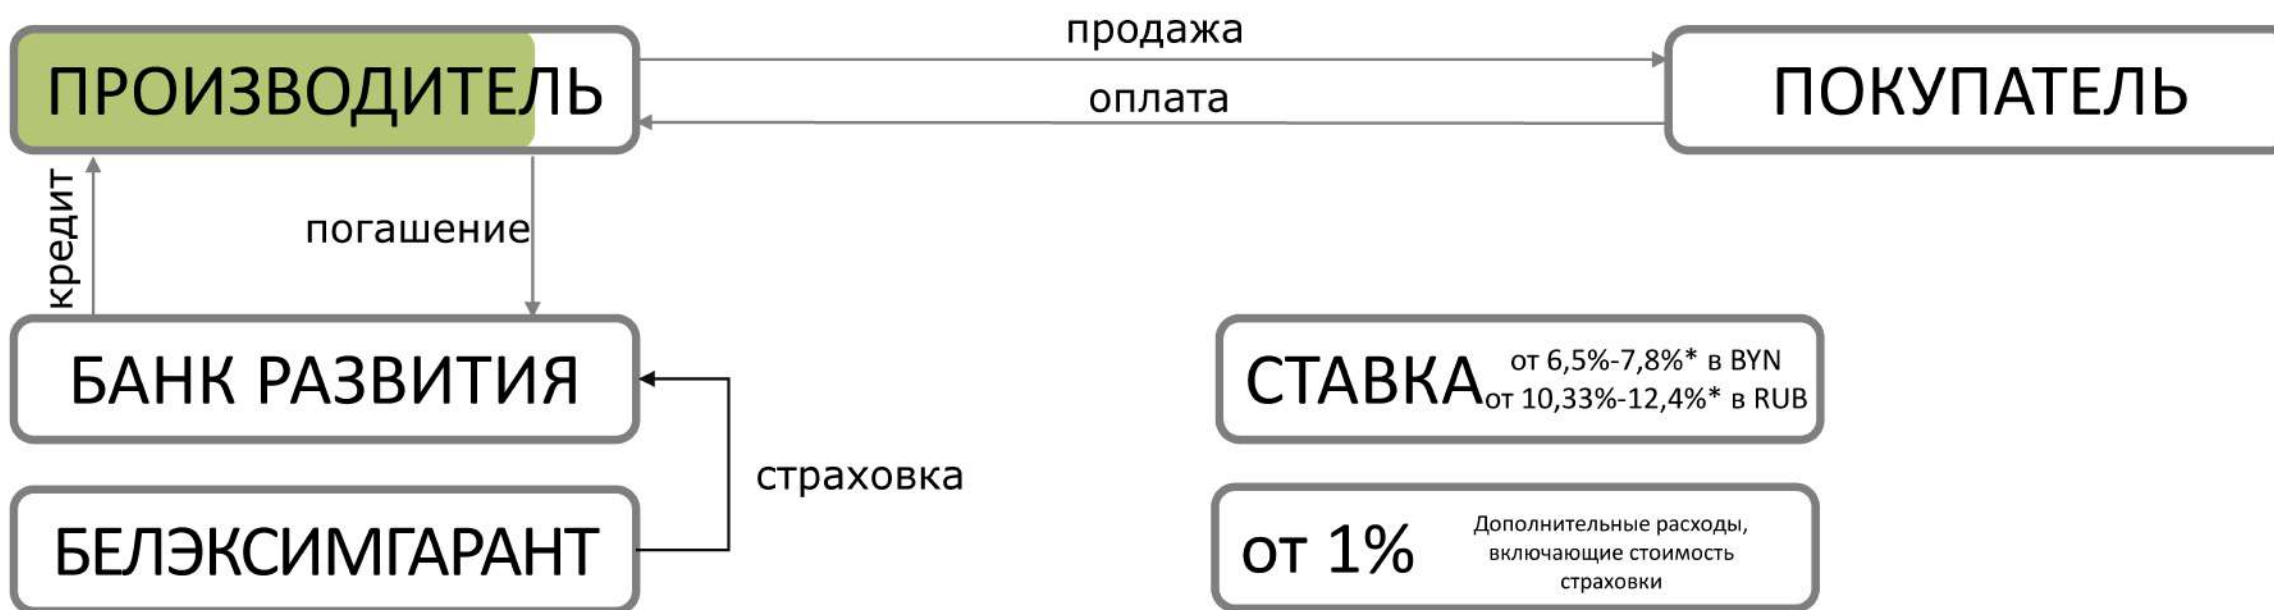 продажа
ПРОИЗВОДИТЕЛЬ
ПОКУПАТЕЛЬ
оплата
кредит
погашение
БАНК РАЗВИТИЯ
СТАВКА
от 6,5%-7,8%* в BYN
от 10,33%-12,4%* в RUB
страховка
БЕЛЭКСИМГАРАНТ
от 1%
Дополнительные расходы,
включающие стоимость
страховки